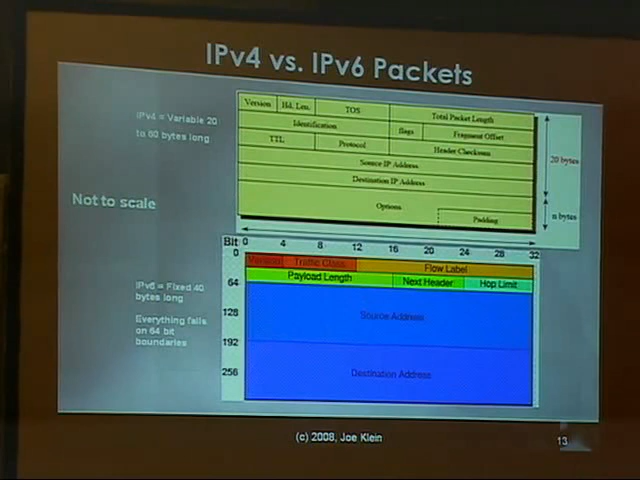 IPv4 vs. IPv6 Packets
IPv4 = Variable 20
to 60 bytes long
Version Hd. Len. TOS Total Packet Length
Identification flags Fragment Offset
TTL Protocol Header Checksum
Source IP Address
Destination IP Address
Options
Padding
20 bytes
n bytes
Not to scale
Bit 0 4 8 12 16 20 24 28 32
0 Version Traffic Class Flow Label
64 Payload Length Next Header Hop Limit
128 Source Address
192
256 Destination Address
IPv6 = Fixed 40
bytes long
Everything falls
on 64 bit
boundaries
(c) 2008, Joe Klein
13